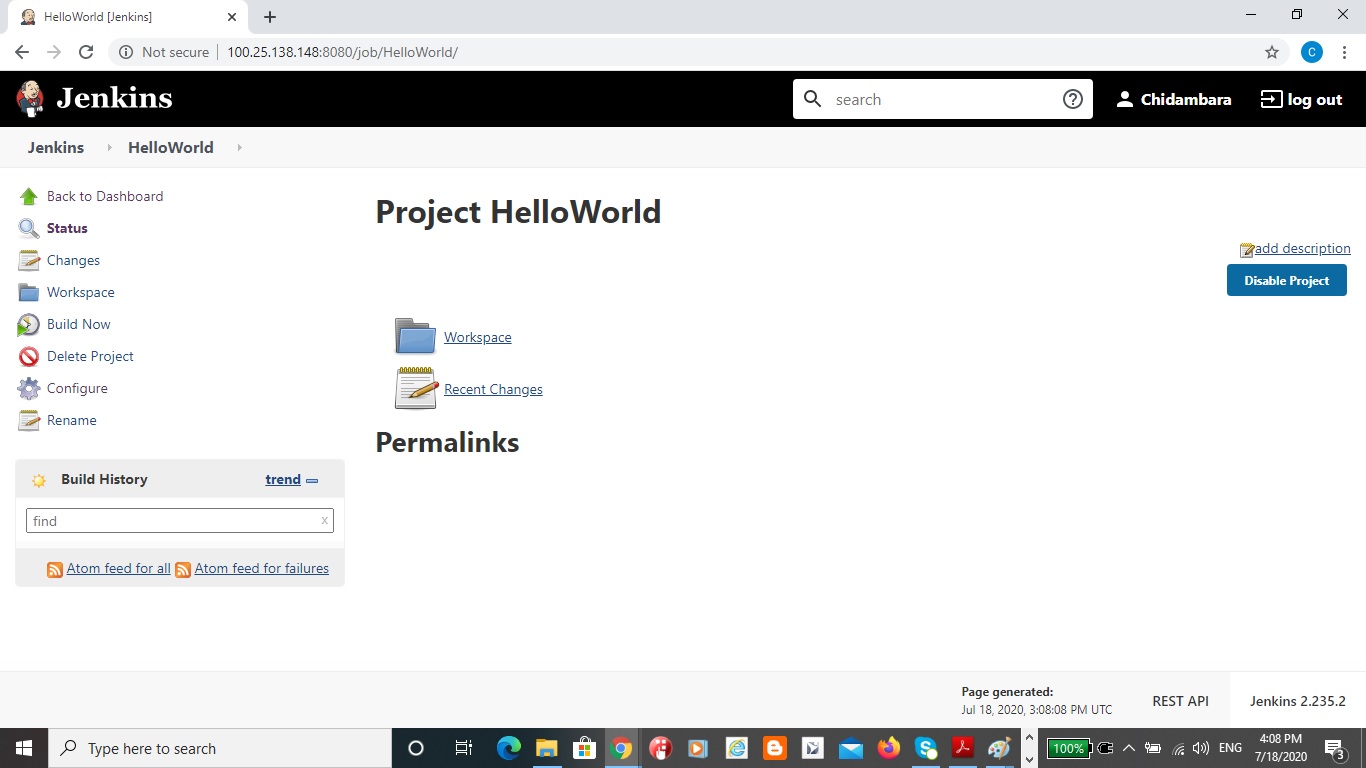 HelloWorld [Jenkins]
Not secure
100.25.138.148:8080/job/HelloWorld/
C
Jenkins
search
Chidambara
log out
Jenkins
HelloWorld
Back to Dashboard
Status
Changes
Workspace
Build Now
Delete Project
Configure
Rename
Project HelloWorld
add description
Disable Project
Workspace
Recent Changes
Permalinks
Build History
trend
find
x
Atom feed for all
Atom feed for failures
Page generated:
Jul 18, 2020, 3:08:08 PM UTC
REST API
Jenkins 2.235.2
Type here to search
100%
ENG
4:08 PM
7/18/2020
3